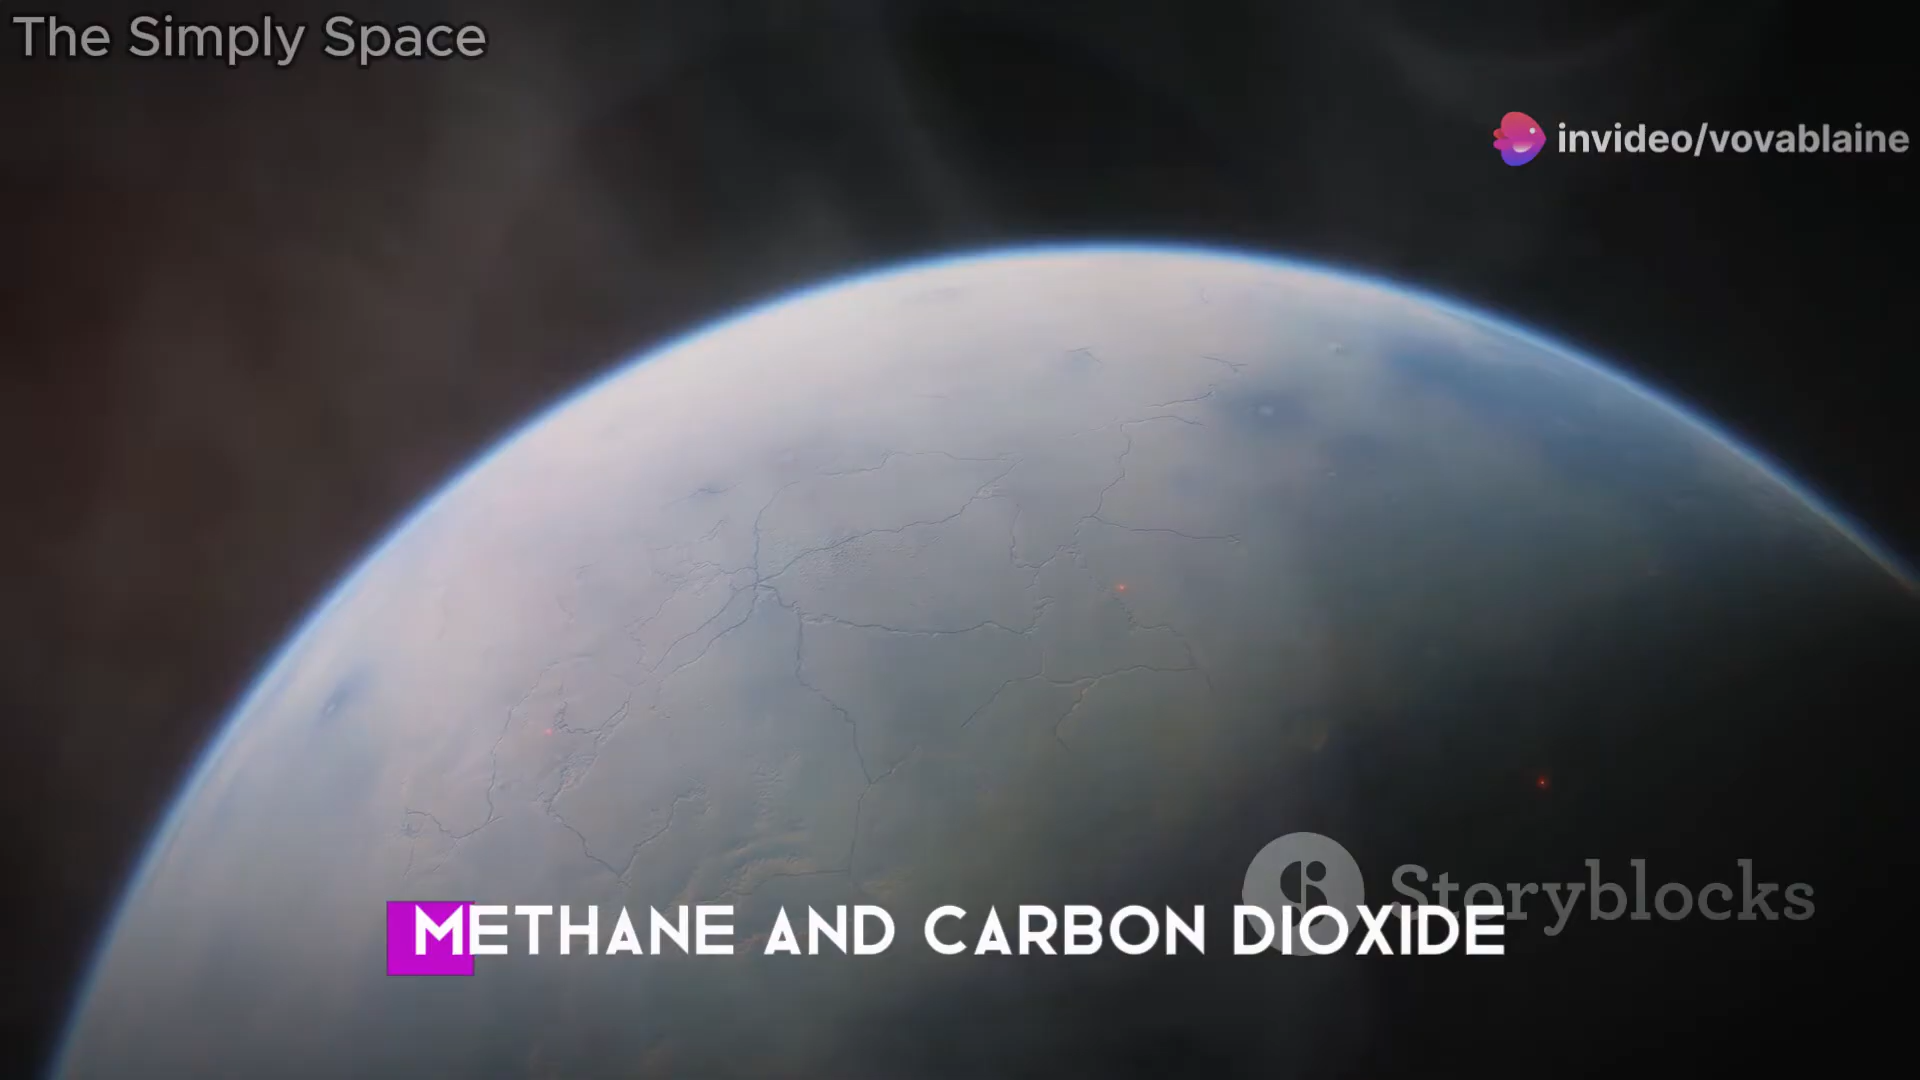 The Simply Space
invideo/vovablaine
Storyblocks
METHANE AND CARBON DIOXIDE